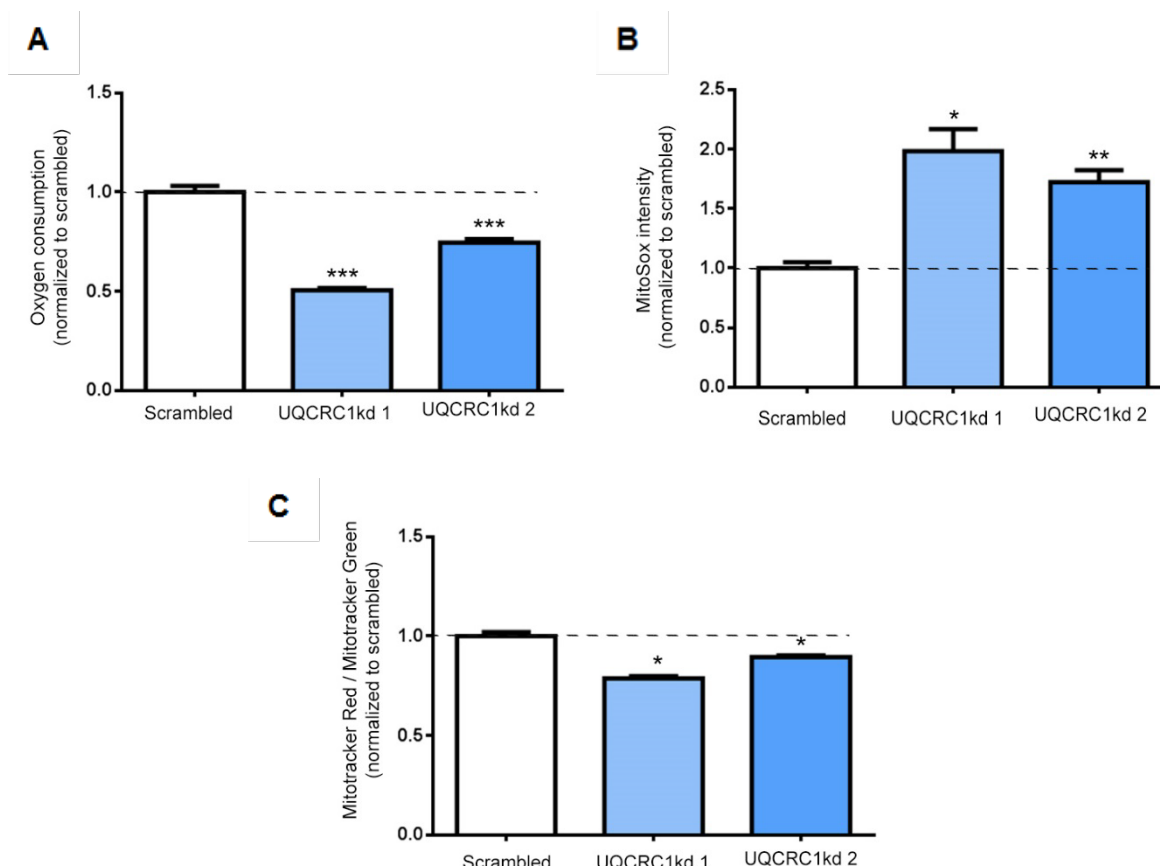 A
Oxygen consumption
(normalized to scrambled)
1.5
1.0
0.5
0.0
***
***
Scrambled
UQCRC1kd 1
UQCRC1kd 2
B
MitoSox intensity
(normalized to scrambled)
2.5
2.0
1.5
1.0
0.5
0.0
*
**
Scrambled
UQCRC1kd 1
UQCRC1kd 2
C
Mitotracker Red / Mitotracker Green
(normalized to scrambled)
1.5
1.0
0.5
0.0
*
*
Scrambled
UQCRC1kd 1
UQCRC1kd 2